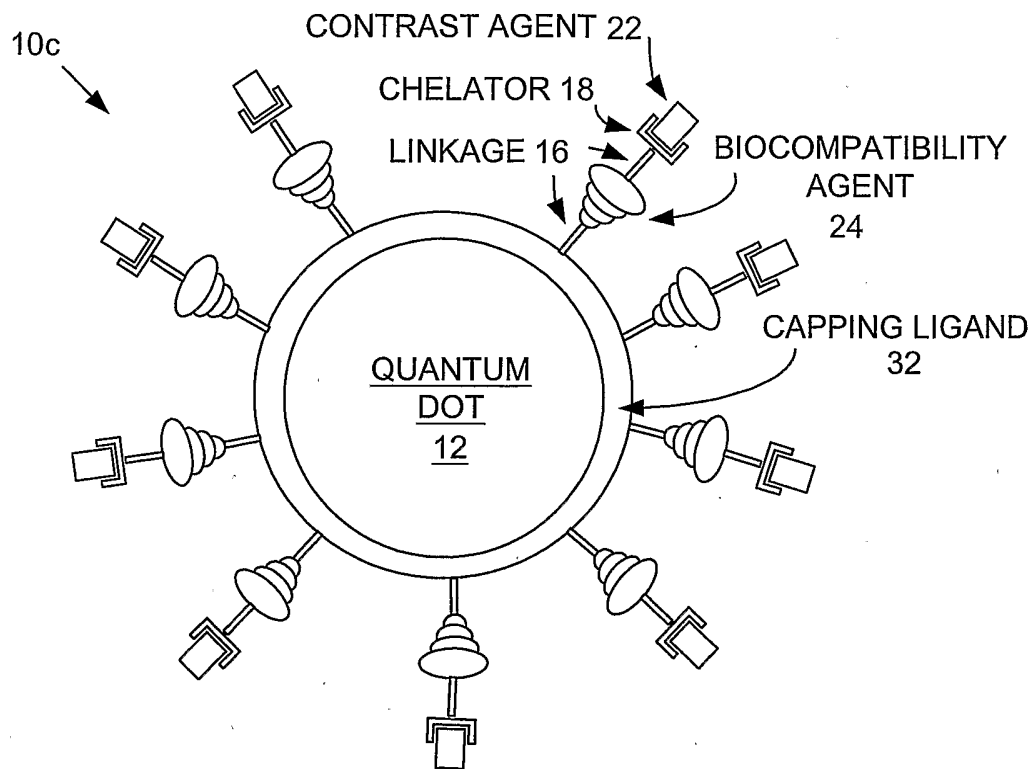 10c
CONTRAST AGENT 22
CHELATOR 18
LINKAGE 16
BIOCOMPATIBILITY
AGENT
24
CAPPING LIGAND
32
QUANTUM
DOT
12